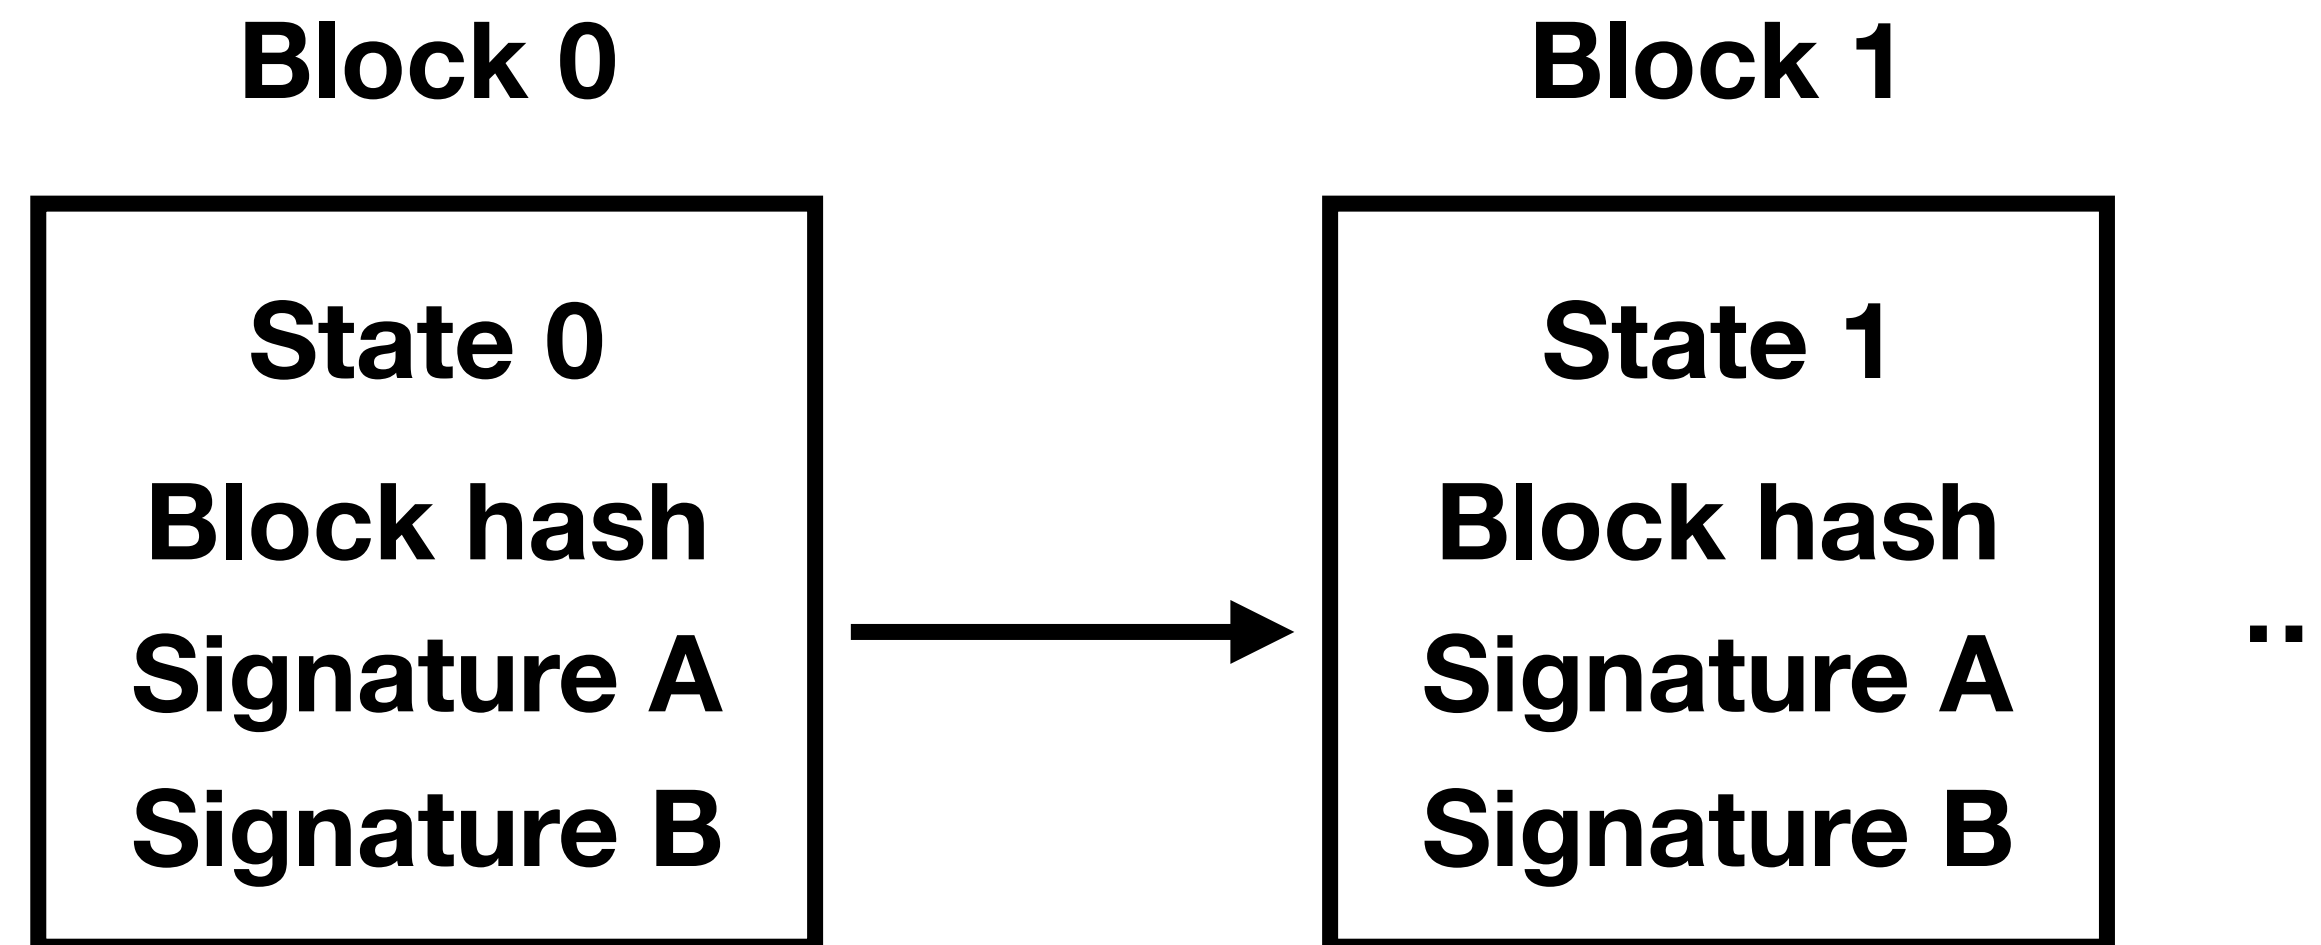 Block 0
State 0
Block hash
Signature A
Signature B
Block 1
State 1
Block hash
Signature A
Signature B
..